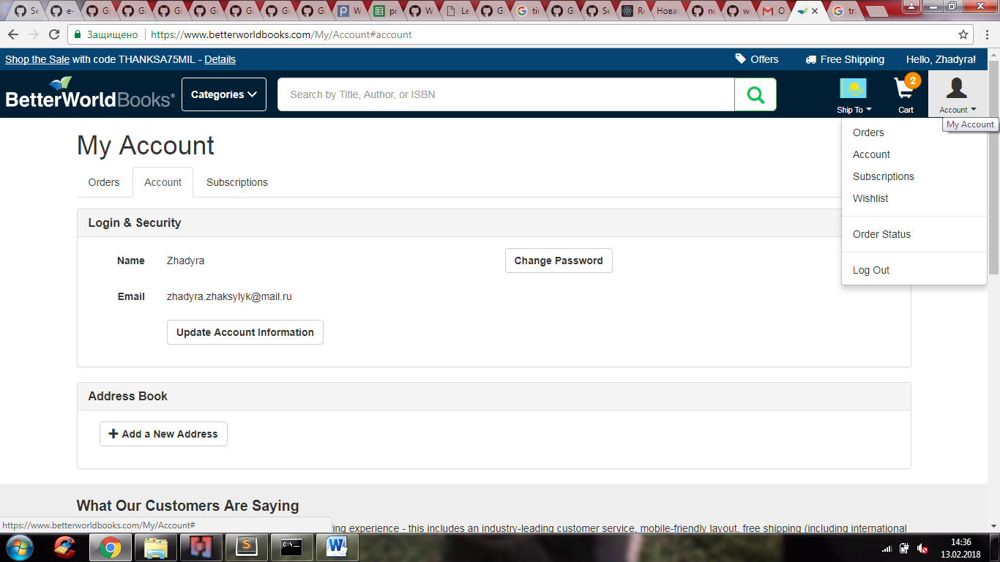 Se
e-
Gi
Gi
Gi
Gi
Gi
Gi
Gi
W
pr
W
Le
Gi
tir
Gi
Se
Re
Нова
nu
w
O
tra
Защищено https://www.betterworldbooks.com/My/Account#account
Shop the Sale with code THANKSA75MIL - Details
Offers
Free Shipping
Hello, Zhadyra!
BetterWorldBooks®
Categories
Search by Title, Author, or ISBN
Ship To
2
Cart
Account
My Account
Orders
Account
Subscriptions
Wishlist
Order Status
Log Out
My Account
Orders
Account
Subscriptions
Login & Security
Name
Zhadyra
Change Password
Email
zhadyra.zhaksylyk@mail.ru
Update Account Information
Address Book
Add a New Address
What Our Customers Are Saying
ing experience - this includes an industry-leading customer service, mobile-friendly layout, free shipping (including international
https://www.betterworldbooks.com/My/Account#
C:\.
14:36
13.02.2018